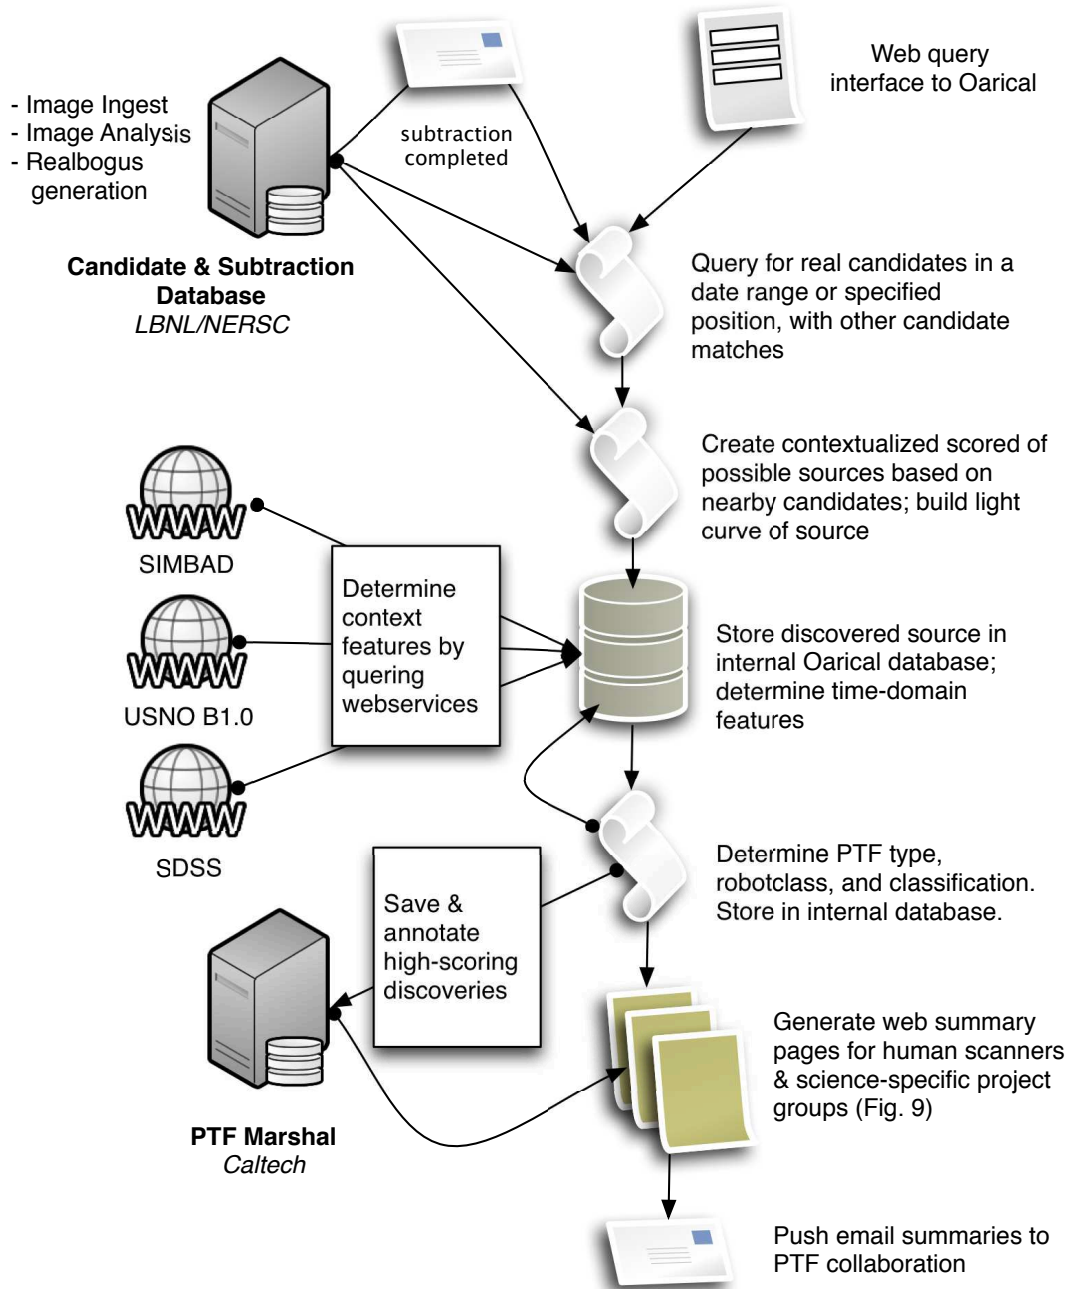 - Image Ingest
- Image Analysis
- Realbogus
generation
subtraction
completed
Web query
interface to Oarical
Candidate & Subtraction
Database
LBNL/NERSC
Query for real candidates in a
date range or specified
position, with other candidate
matches
Create contextualized scored of
possible sources based on
nearby candidates; build light
curve of source
WWW
SIMBAD
WWW
USNO B1.0
WWW
SDSS
Determine
context
features by
quering
webservices
Store discovered source in
internal Oarical database;
determine time-domain
features
Determine PTF type,
robotclass, and classification.
Store in internal database.
Save &
annotate
high-scoring
discoveries
PTF Marshal
Caltech
Generate web summary
pages for human scanners
& science-specific project
groups (Fig. 9)
Push email summaries to
PTF collaboration